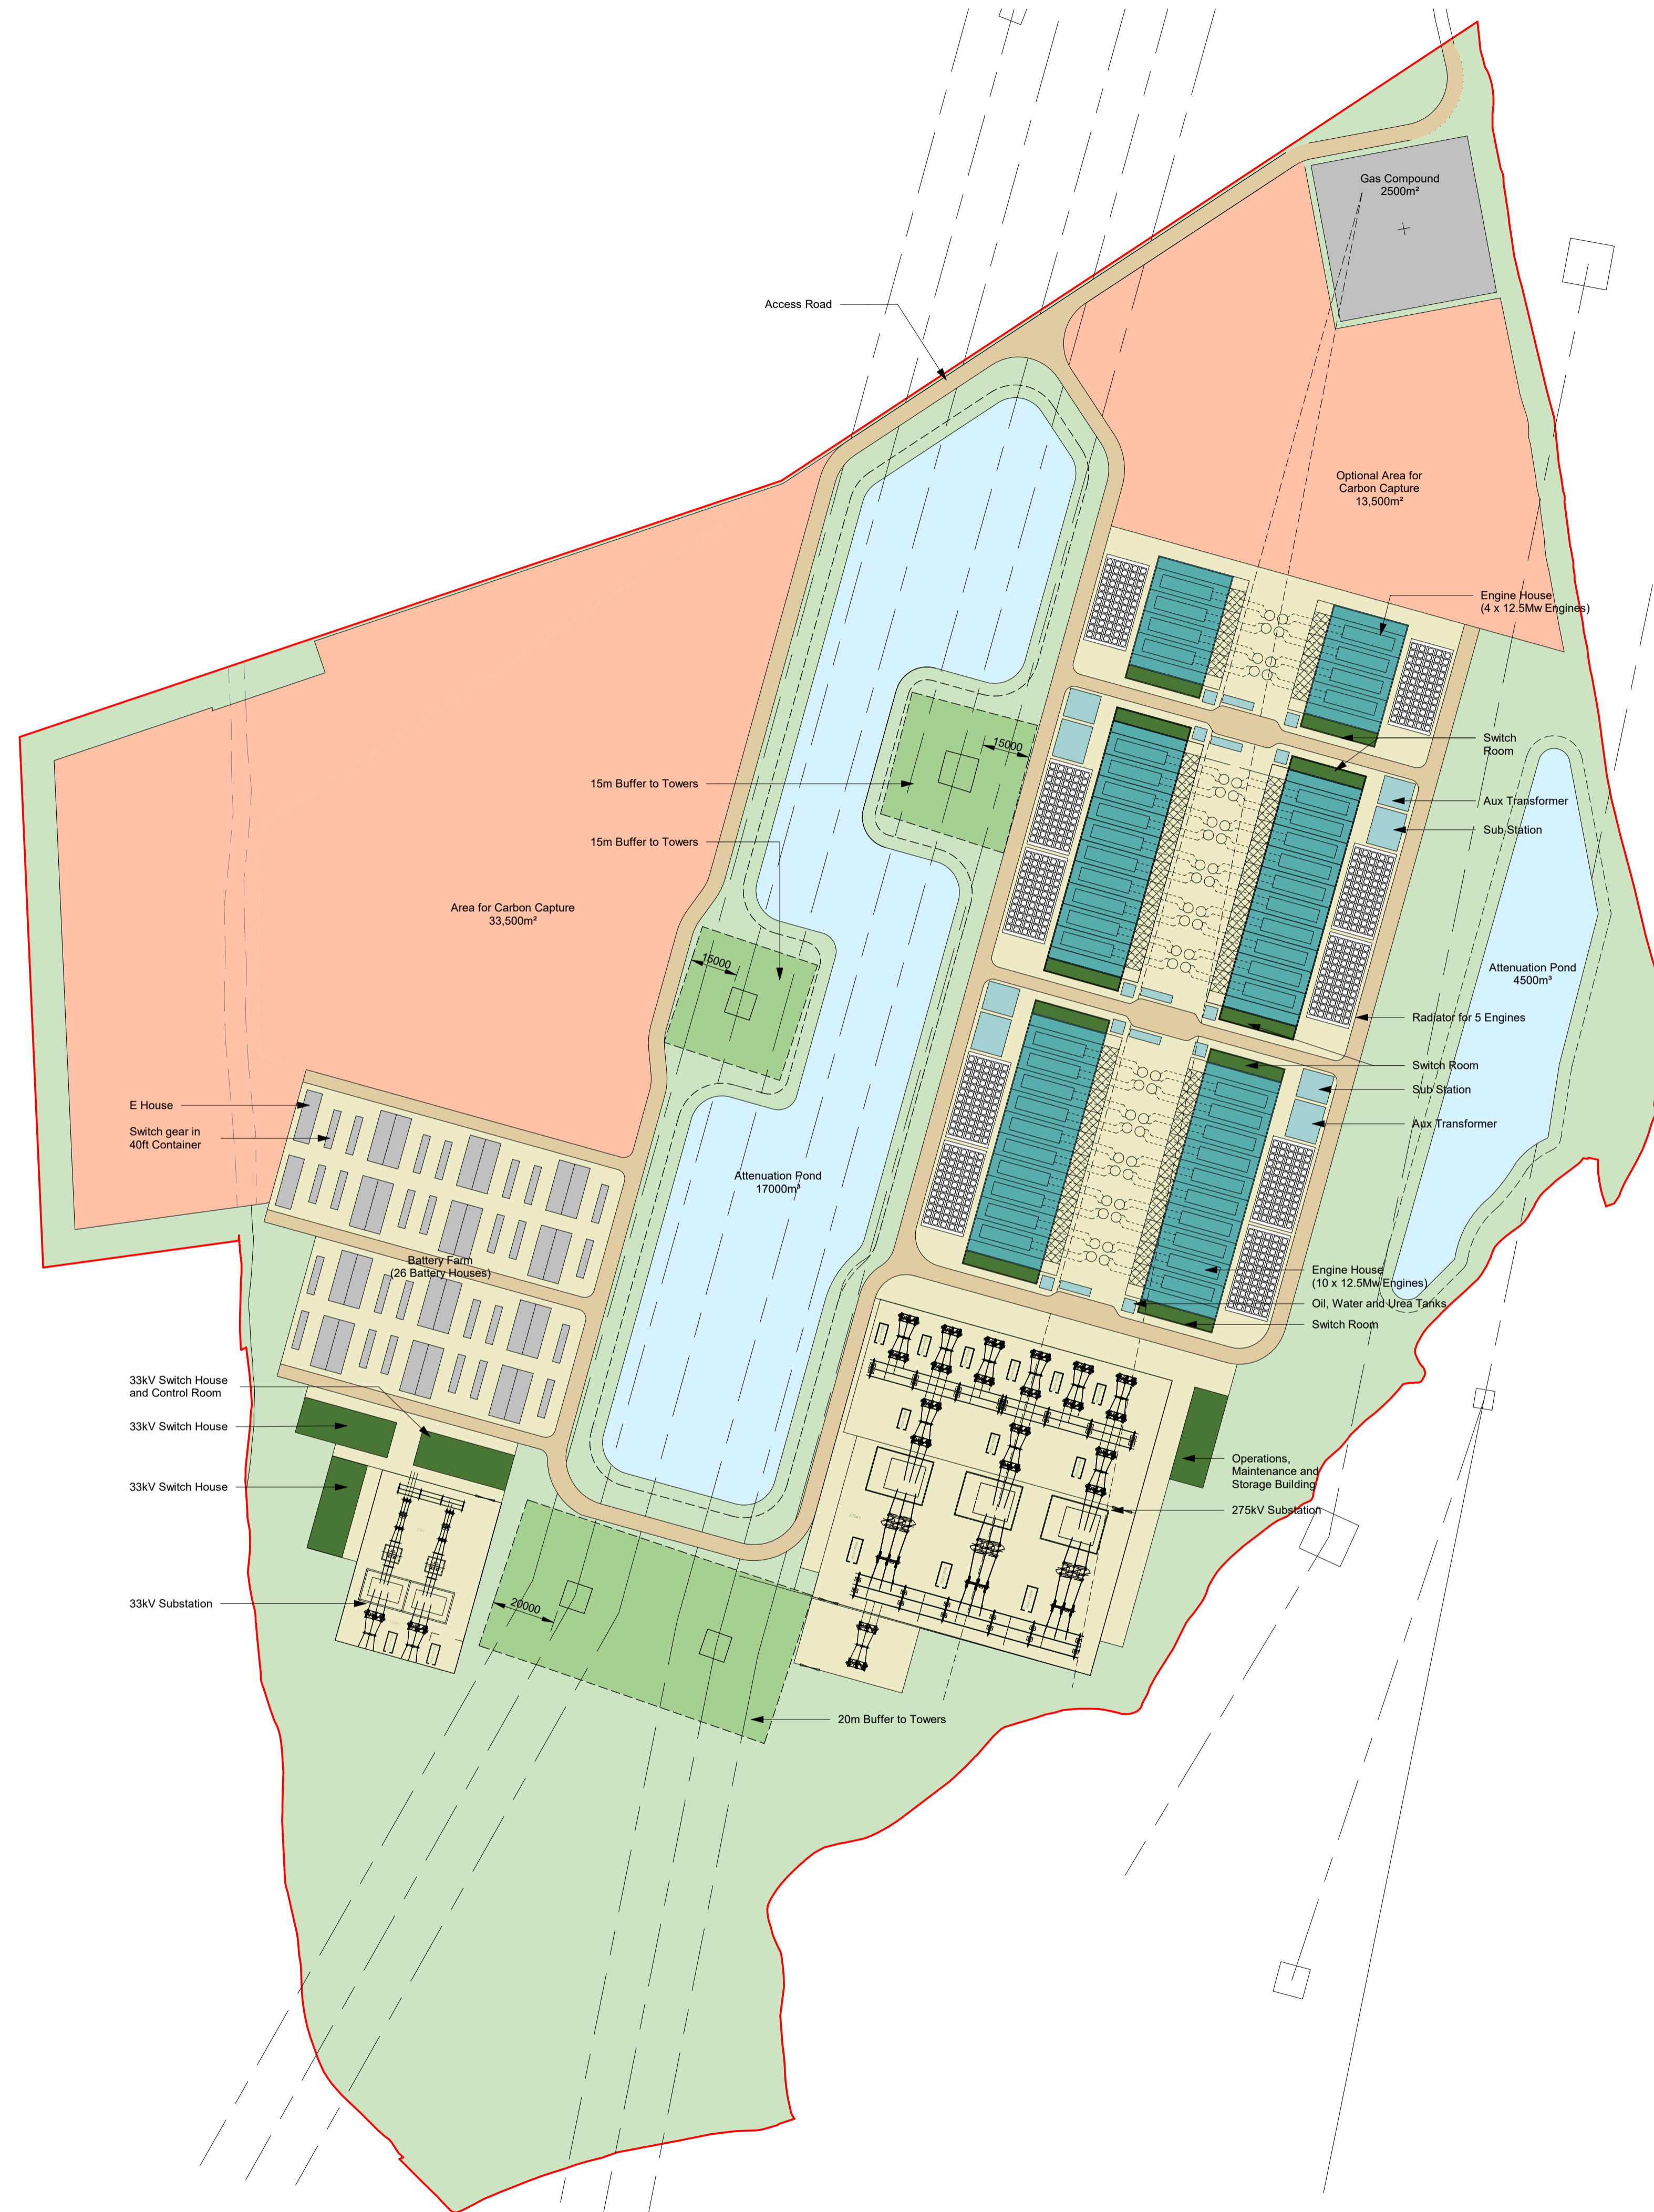 Gas Compound
2500m²
Access Road
Optional Area for
Carbon Capture
13,500m²
Engine House
(4 x 12.5Mw Engines)
Switch
Room
15000
15m Buffer to Towers
Aux Transformer
Sub Station
15m Buffer to Towers
Area for Carbon Capture
33,500m²
15000
Attenuation Pond
4500m³
Radiator for 5 Engines
Switch Room
Sub Station
E House
Aux Transformer
Switch gear in
40ft Container
Attenuation Pond
17000m³
Battery Farm
(26 Battery Houses)
Engine House
(10 x 12.5Mw Engines)
Oil, Water and Urea Tanks
Switch Room
33kV Switch House
and Control Room
33kV Switch House
Operations,
Maintenance and
Storage Building
33kV Switch House
275kV Substation
33kV Substation
20000
20m Buffer to Towers